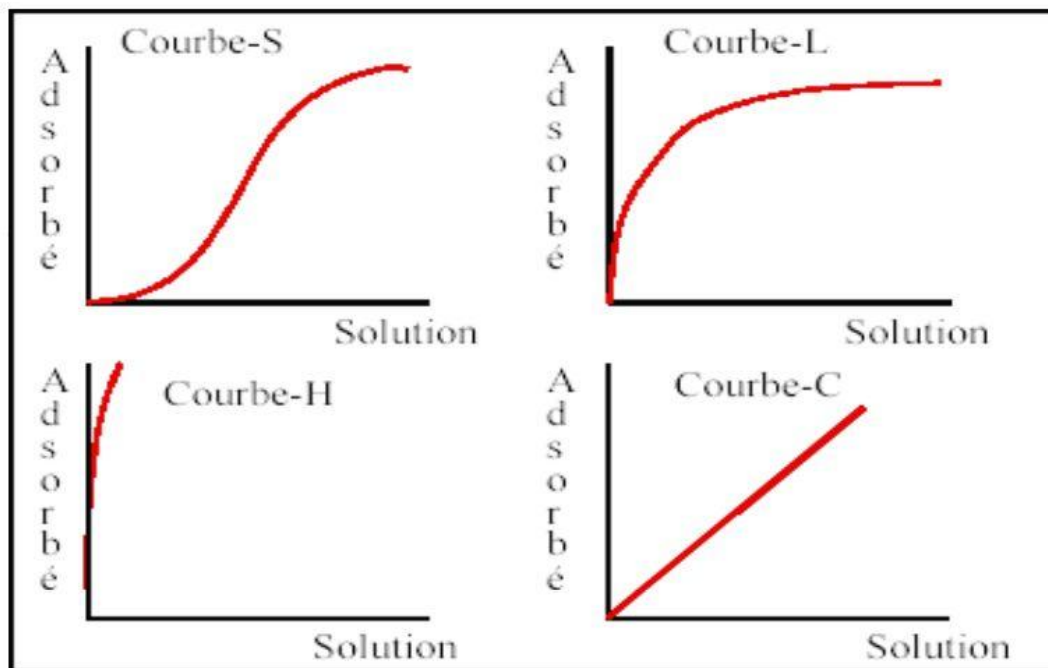 Courbe-S
Adsorbé
Solution
Courbe-L
Adsorbé
Solution
Courbe-H
Adsorbé
Solution
Courbe-C
Adsorbé
Solution